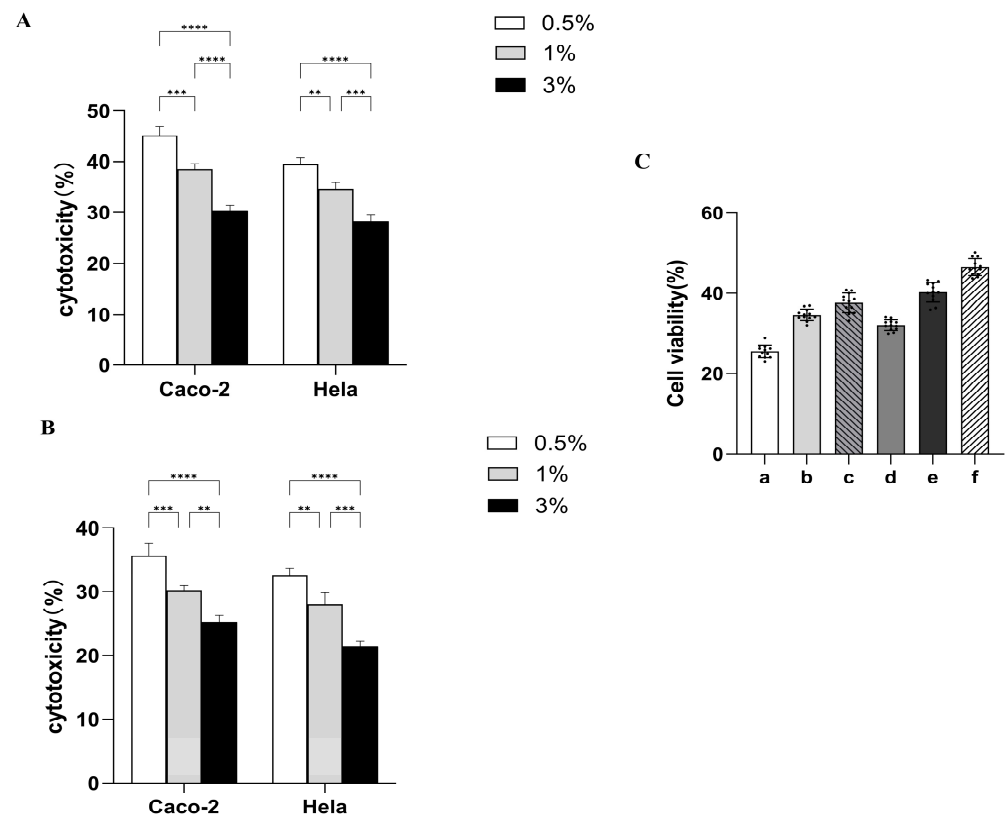 A
0.5%
1%
3%
**** 
**** ****
*** ** ***
50
40
30
20
10
0
cytotoxicity(%)
Caco-2 Hela
B
0.5%
1%
3%
**** ****
*** ** ** ***
40
30
20
10
0
cytotoxicity(%)
Caco-2 Hela
C
60
40
20
0
Cell viability(%)
a b c d e f